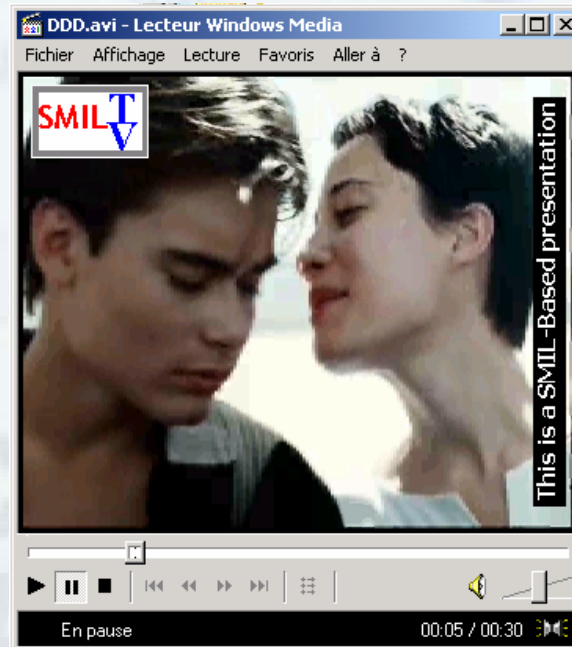 DDD.avi - Lecteur Windows Media
Fichier Affichage Lecture Favoris Aller à ?
SMIL TV
This is a SMIL-Based presentation
En pause 00:05 / 00:30